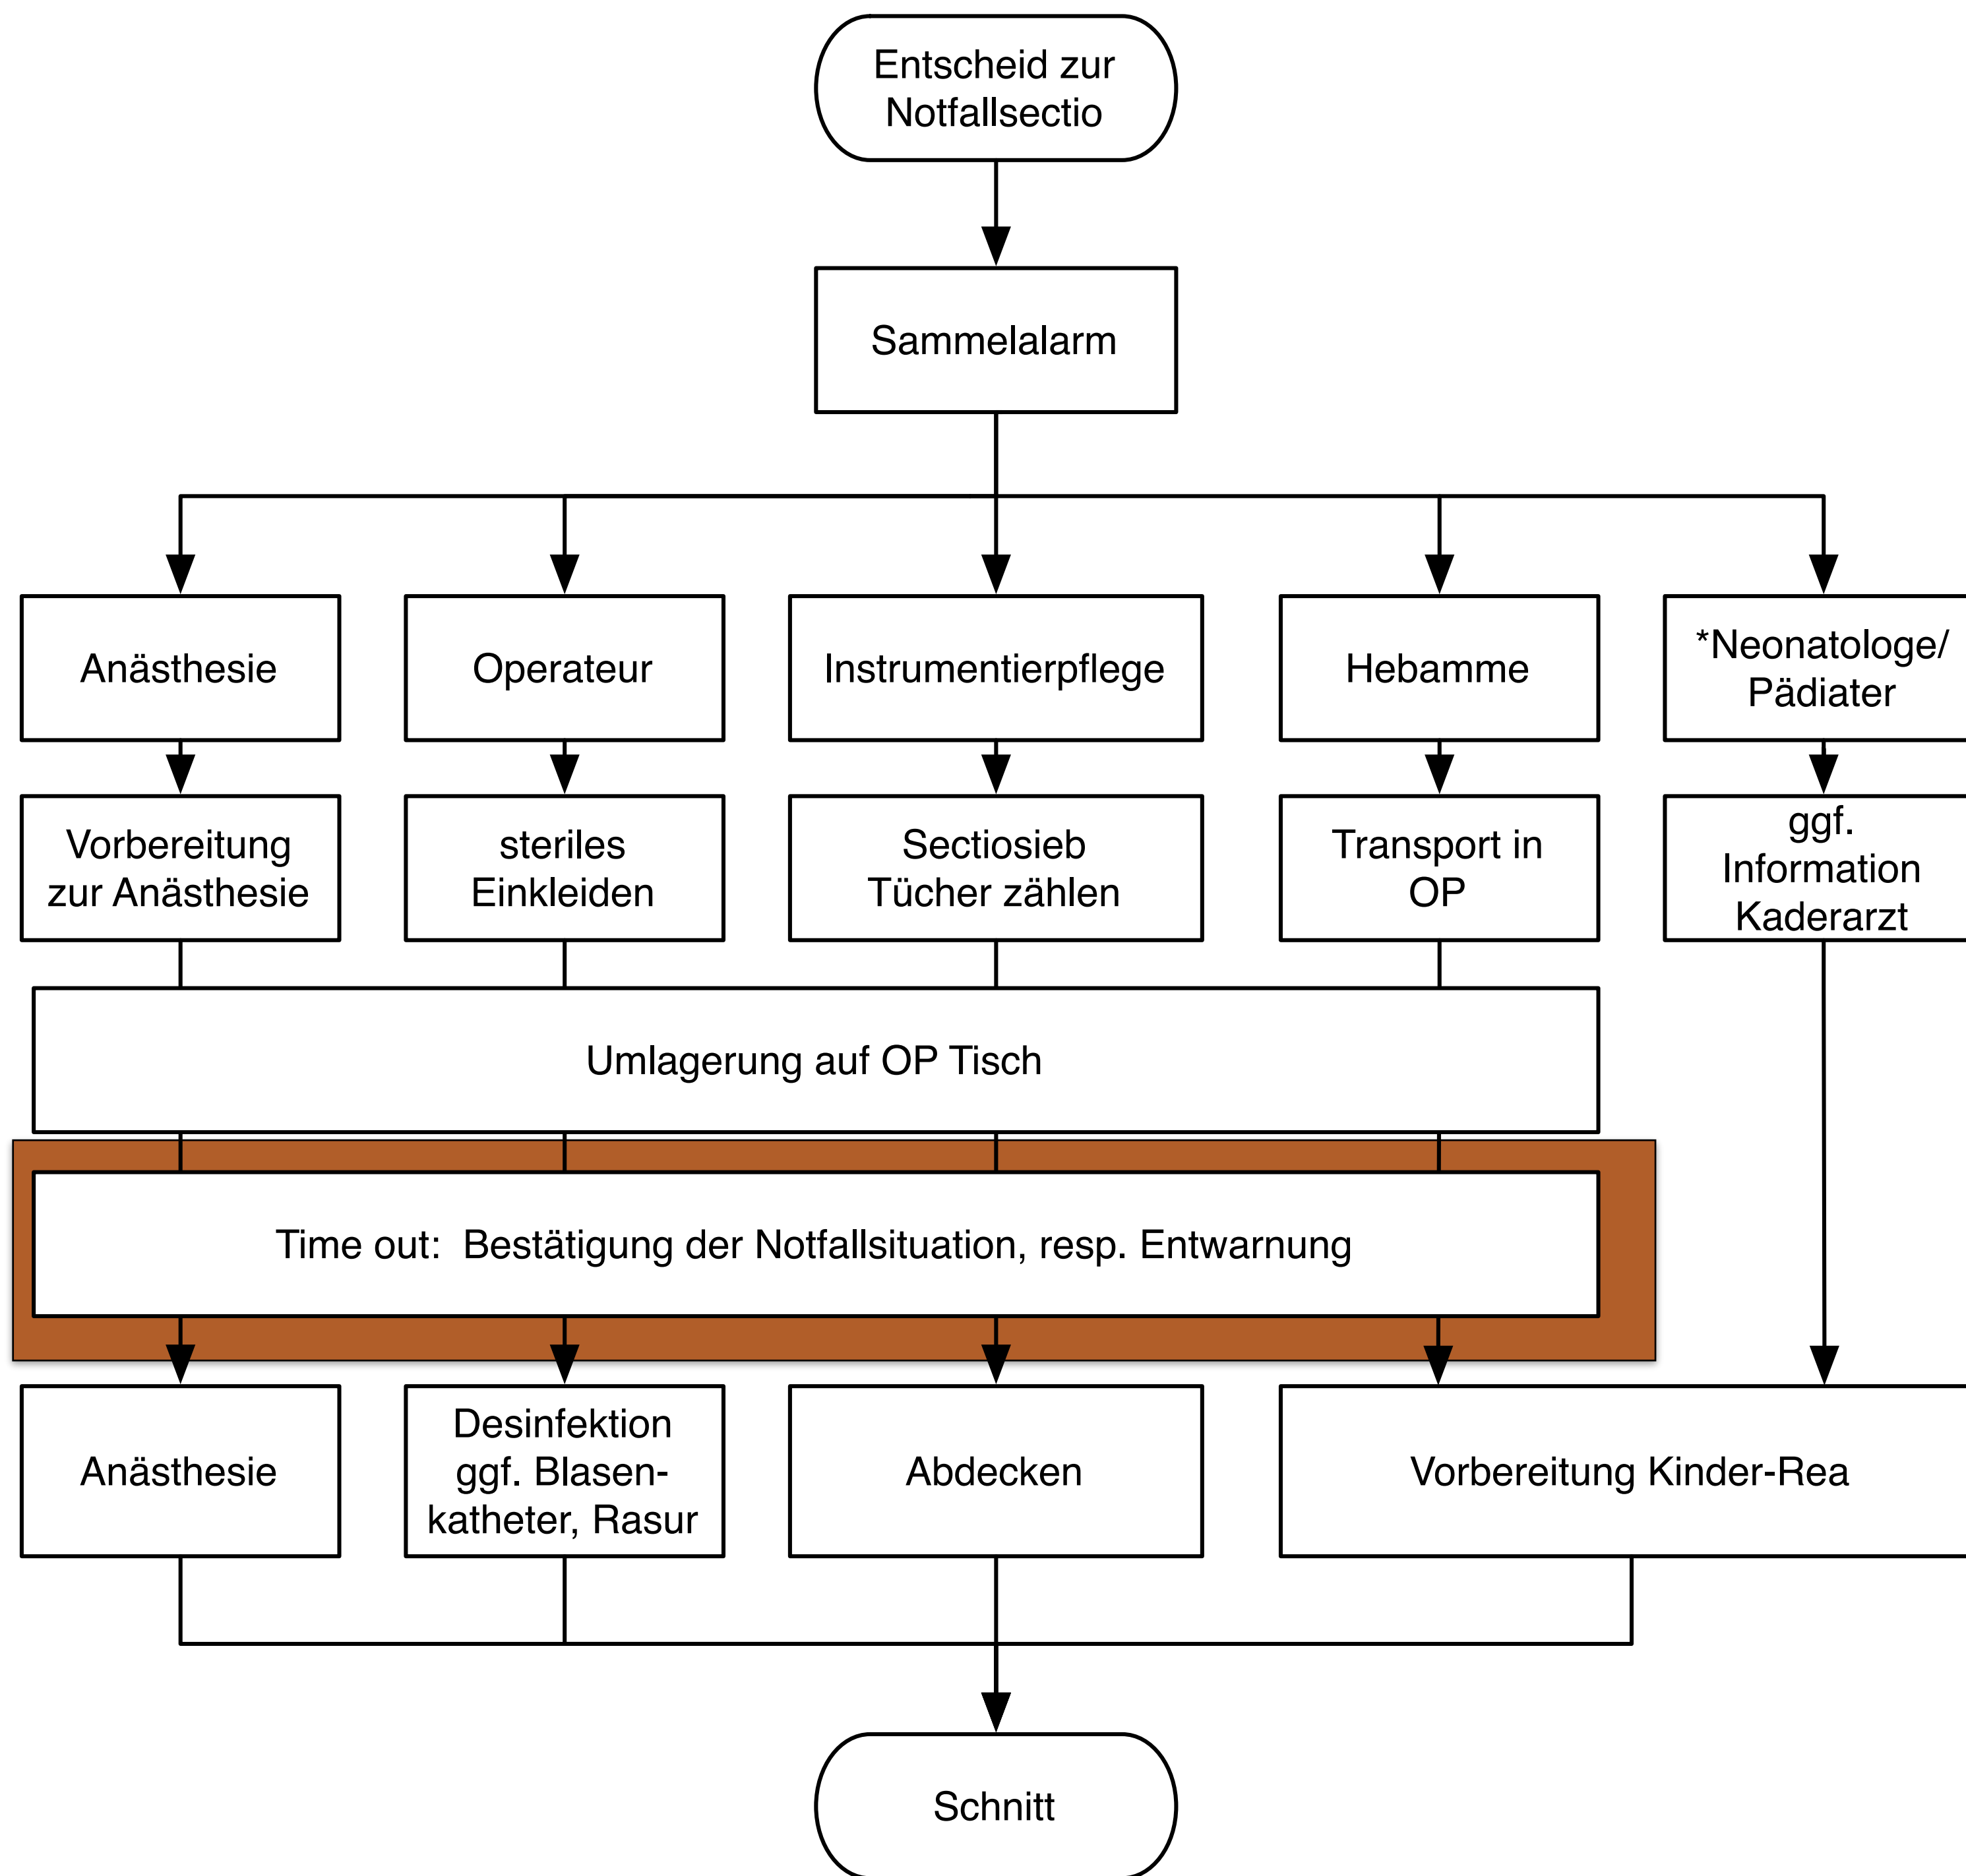 Entscheid zur
Notfallsectio
Sammelalarm
Anästhesie
Operateur
Instrumentierpflege
Hebamme
*Neonatologe/
Pädiater
Vorbereitung
zur Anästhesie
steriles
Einkleiden
Sectiosieb
Tücher zählen
Transport in
OP
ggf.
Information
Kaderarzt
Umlagerung auf OP Tisch
Time out:  Bestätigung der Notfallsituation, resp. Entwarnung
Anästhesie
Desinfektion
ggf. Blasen-
katheter, Rasur
Abdecken
Vorbereitung Kinder-Rea
Schnitt